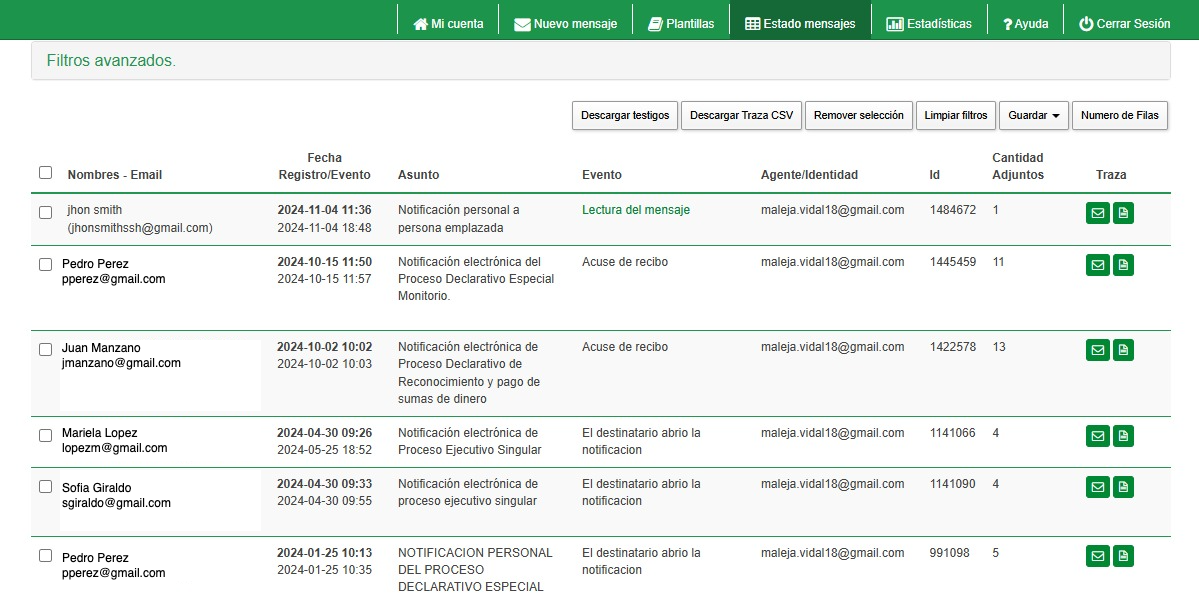 Mi cuenta
Nuevo mensaje
Plantillas
Estado mensajes
Estadísticas
? Ayuda
Cerrar Sesión
Filtros avanzados.
Descargar testigos
Descargar Traza CSV
Remover selección
Limpiar filtros
Guardar
Numero de Filas
Nombres - Email
Fecha
Registro/Evento
Asunto
Evento
Agente/Identidad
Id
Cantidad
Adjuntos
Traza
jhon smith
(jhonsmithssh@gmail.com)
2024-11-04 11:36
2024-11-04 18:48
Notificación personal a
persona emplazada
Lectura del mensaje
maleja.vidal18@gmail.com
1484672
1
Pedro Perez
pperez@gmail.com
2024-10-15 11:50
2024-10-15 11:57
Notificación electrónica del
Proceso Declarativo Especial
Monitorio.
Acuse de recibo
maleja.vidal18@gmail.com
1445459
11
Juan Manzano
jmanzano@gmail.com
2024-10-02 10:02
2024-10-02 10:03
Notificación electrónica de
Proceso Declarativo de
Reconocimiento y pago de
sumas de dinero
Acuse de recibo
maleja.vidal18@gmail.com
1422578
13
Mariela Lopez
lopezm@gmail.com
2024-04-30 09:26
2024-05-25 18:52
Notificación electrónica de
Proceso Ejecutivo Singular
El destinatario abrio la
notificacion
maleja.vidal18@gmail.com
1141066
4
Sofia Giraldo
sgiraldo@gmail.com
2024-04-30 09:33
2024-04-30 09:55
Notificación electrónica de
proceso ejecutivo singular
El destinatario abrio la
notificacion
maleja.vidal18@gmail.com
1141090
4
Pedro Perez
pperez@gmail.com
2024-01-25 10:13
2024-01-25 10:35
NOTIFICACION PERSONAL
DEL PROCESO
DECLARATIVO ESPECIAL
El destinatario abrio la
notificacion
maleja.vidal18@gmail.com
991098
5